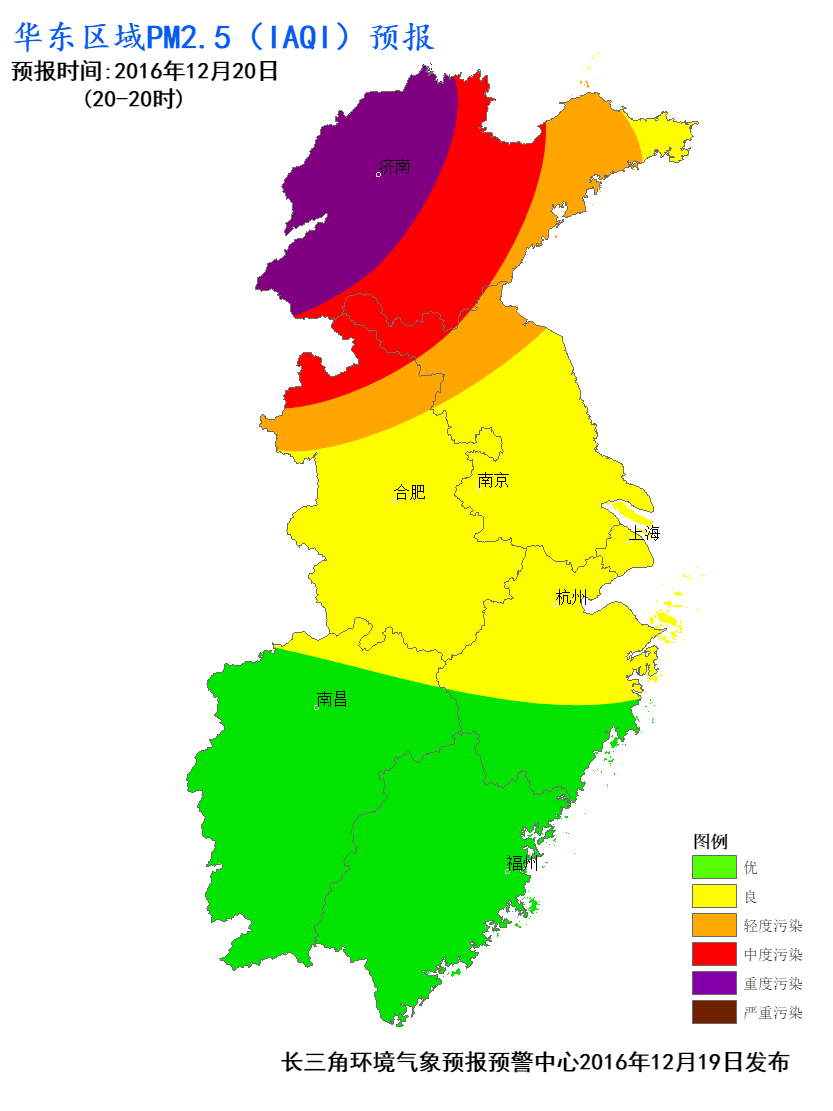 华东区域PM2.5（IAQI）预报
预报时间:2016年12月20日
(20-20时)
济南
南京
合肥
上海
杭州
南昌
福州
图例
优
良
轻度污染
中度污染
重度污染
严重污染
长三角环境气象预报预警中心2016年12月19日发布